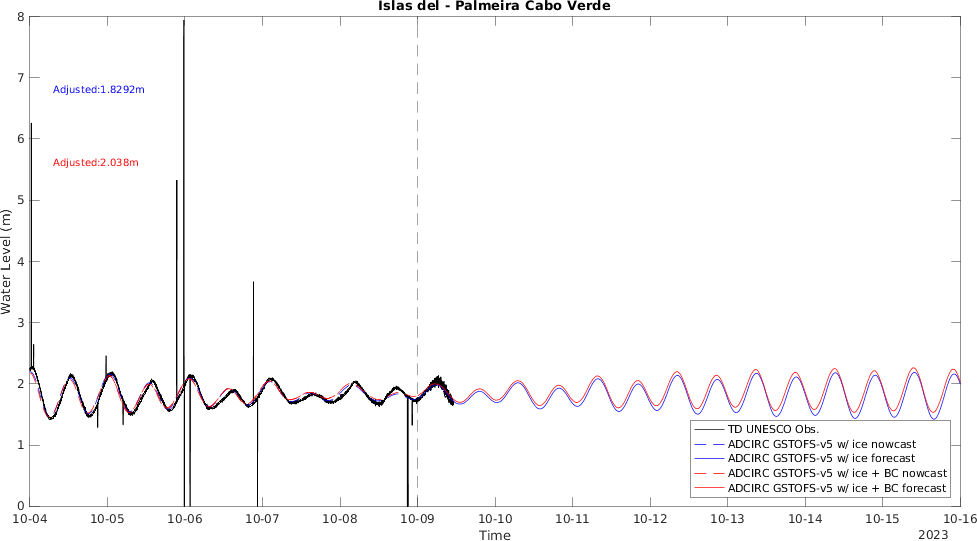 Islas del - Palmeira Cabo Verde
8
7
6
5
4
3
2
1
0
Water Level (m)
Adjusted:1.8292m
Adjusted:2.038m
TD UNESCO Obs.
ADCIRC GSTOFS-v5 w/ ice nowcast
ADCIRC GSTOFS-v5 w/ ice forecast
ADCIRC GSTOFS-v5 w/ ice + BC nowcast
ADCIRC GSTOFS-v5 w/ ice + BC forecast
10-04 10-05 10-06 10-07 10-08 10-09 10-10 10-11 10-12 10-13 10-14 10-15 10-16
Time
2023